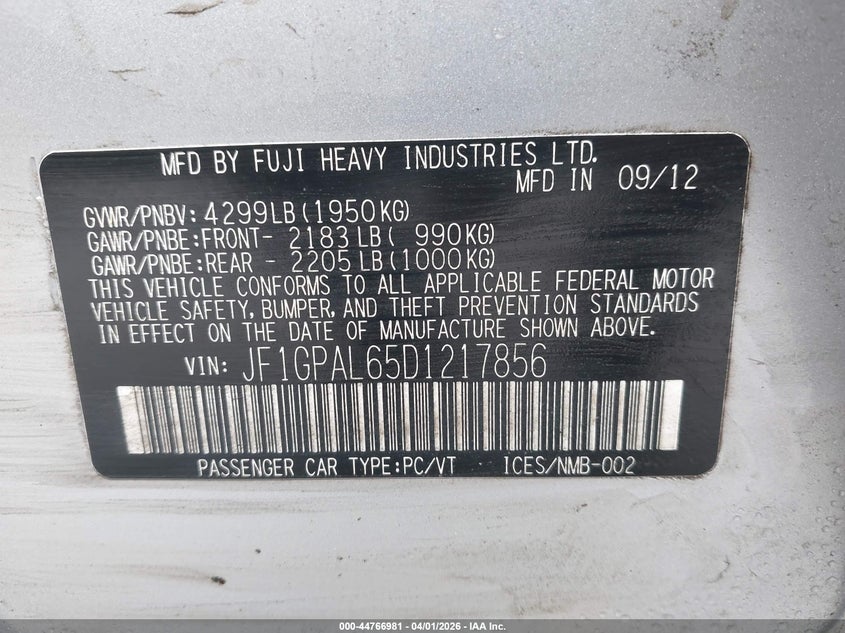 MFD BY FUJI HEAVY INDUSTRIES LTD.
MFD IN 09/12
GVWR/PNBV: 4299LB(1950KG)
GAWR/PNBE:FRONT- 2183LB( 990KG)
GAWR/PNBE:REAR - 2205LB(1000KG)
THIS VEHICLE CONFORMS TO ALL APPLICABLE FEDERAL MOTOR
VEHICLE SAFETY, BUMPER, AND THEFT PREVENTION STANDARDS
IN EFFECT ON THE DATE OF MANUFACTURE SHOWN ABOVE.
VIN: JF1GPAL65D1217856
PASSENGER CAR TYPE:PC/VT ICES/NMB-002
000-44766981 - 04/01/2026 - IAA Inc.